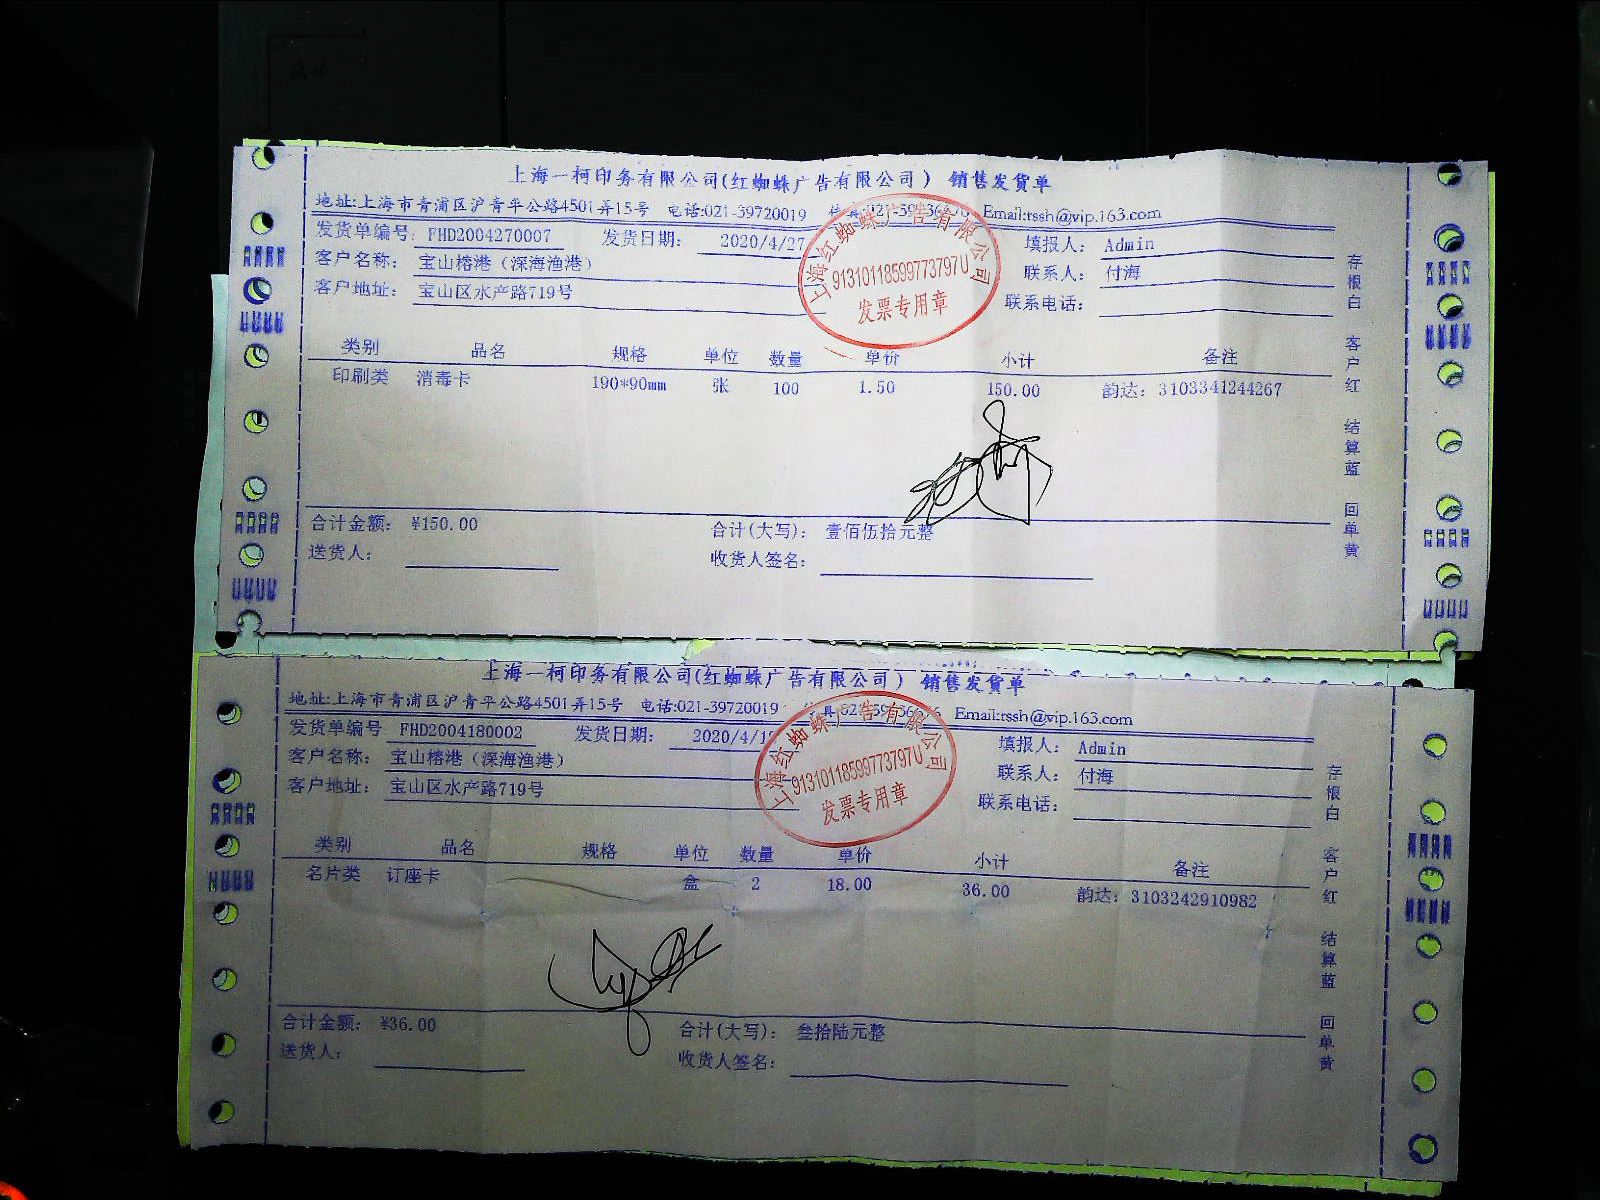 A4
上海一柯印务有限公司(红蜘蛛广告有限公司) 销售发货单
地址:上海市青浦区沪青平公路4501弄15号 电话:021-39720019 Email:rssh@vip.163.com
发货单编号: FHD2004270007 发货日期: 2020/4/27 填报人: Admin
客户名称: 宝山榕港（深海渔港） 联系人: 付海
客户地址: 宝山区水产路719号 联系电话:
上海红蜘蛛广告有限公司
91310118599773797U
发票专用章
类别 品名 规格 单位 数量 单价 小计 备注
印刷类 消毒卡 190*90mm 张 100 1.50 150.00 韵达: 3103341244267
合计金额: ¥150.00 合计(大写): 壹佰伍拾元整
送货人: 收货人签名:
存根白 客户红 结算蓝 回单黄
上海一柯印务有限公司(红蜘蛛广告有限公司) 销售发货单
地址:上海市青浦区沪青平公路4501弄15号 电话:021-39720019 Email:rssh@vip.163.com
发货单编号 FHD2004180002 发货日期: 填报人: Admin
客户名称: 宝山榕港（深海渔港） 联系人: 付海
客户地址: 宝山区水产路719号 联系电话:
上海红蜘蛛广告有限公司
91310118599773797U
发票专用章
类别 品名 规格 单位 数量 单价 小计 备注
名片类 订座卡 盒 2 18.00 36.00 韵达: 3103242910982
合计金额: ¥36.00 合计(大写): 叁拾陆元整
送货人: 收货人签名:
存根白 客户红 结算蓝 回单黄